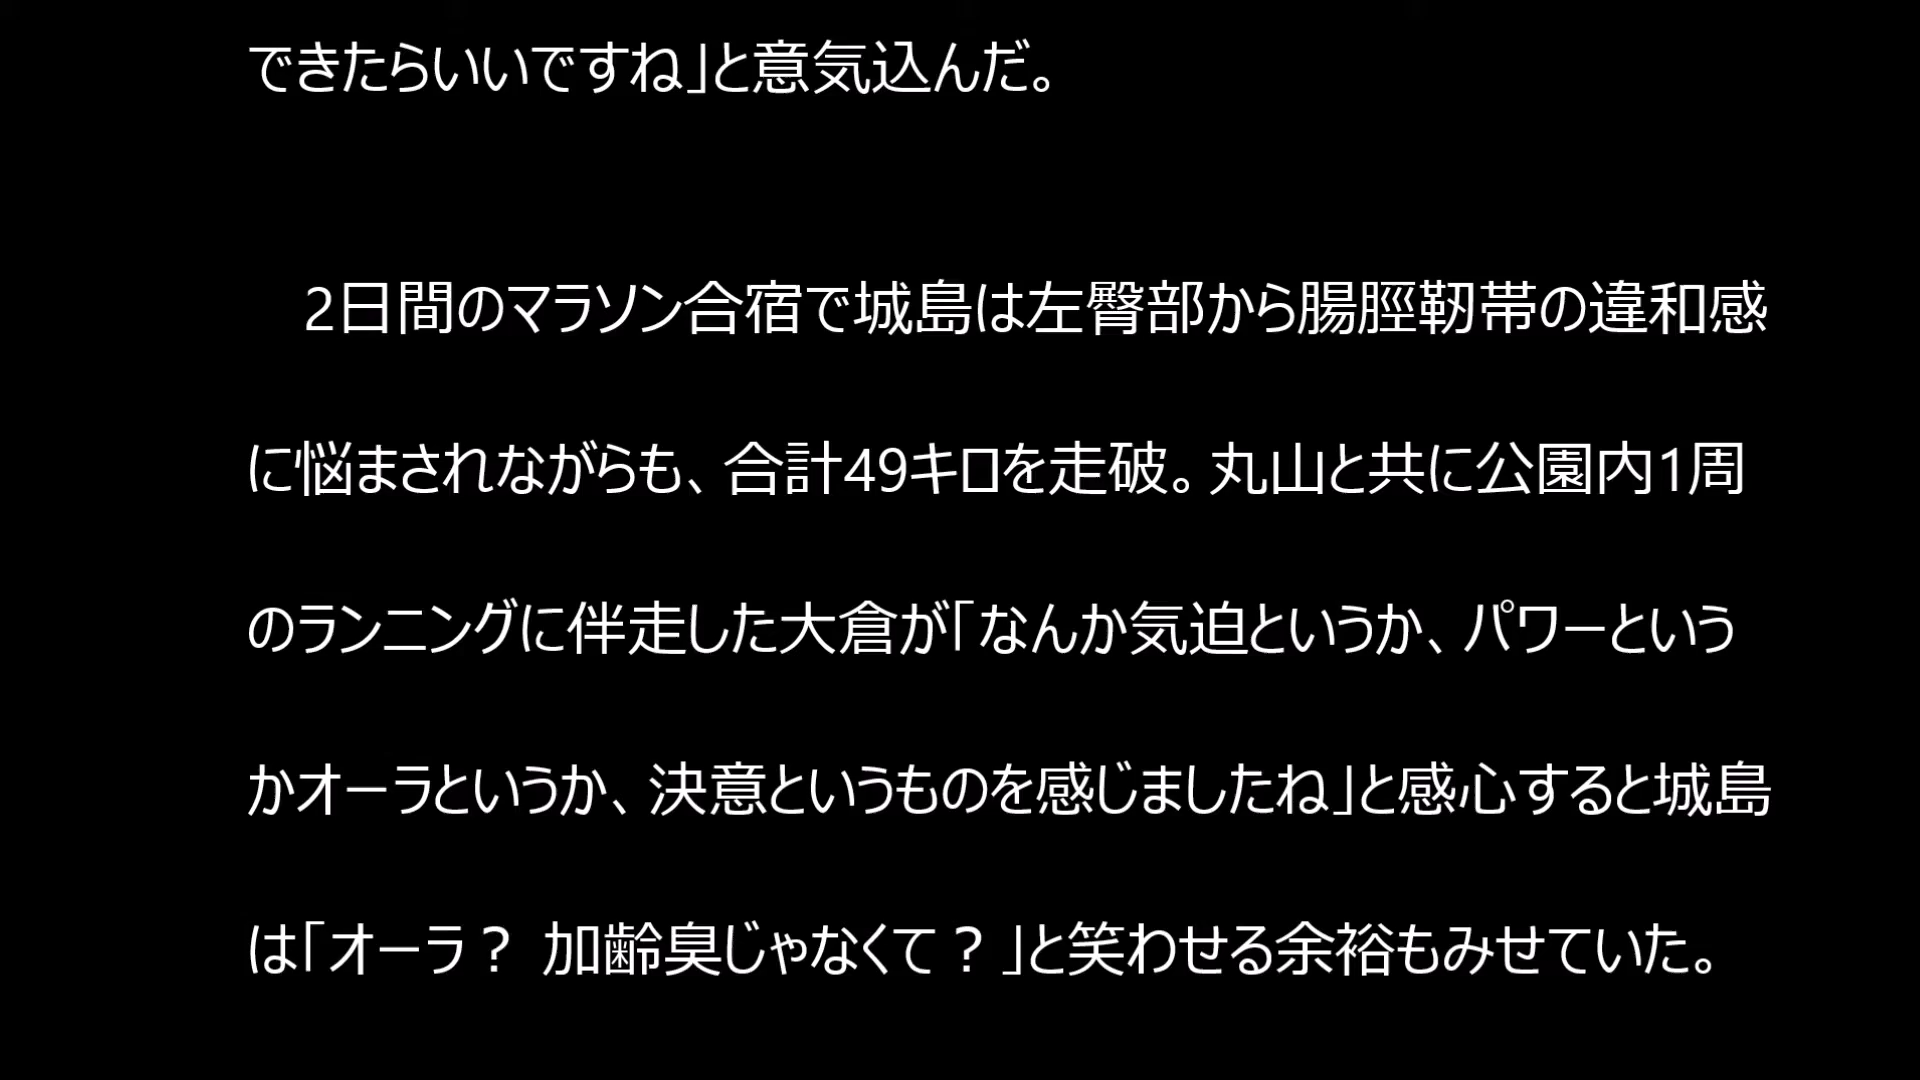 できたらいいですね」と意気込んだ。
2日間のマラソン合宿で城島は左臀部から腸脛靭帯の違和感
に悩まされながらも、合計49キロを走破。丸山と共に公園内1周
のランニングに伴走した大倉が「なんか気迫というか、パワーという
かオーラというか、決意というものを感じましたね」と感心すると城島
は「オーラ？ 加齢臭じゃなくて？」と笑わせる余裕もみせていた。